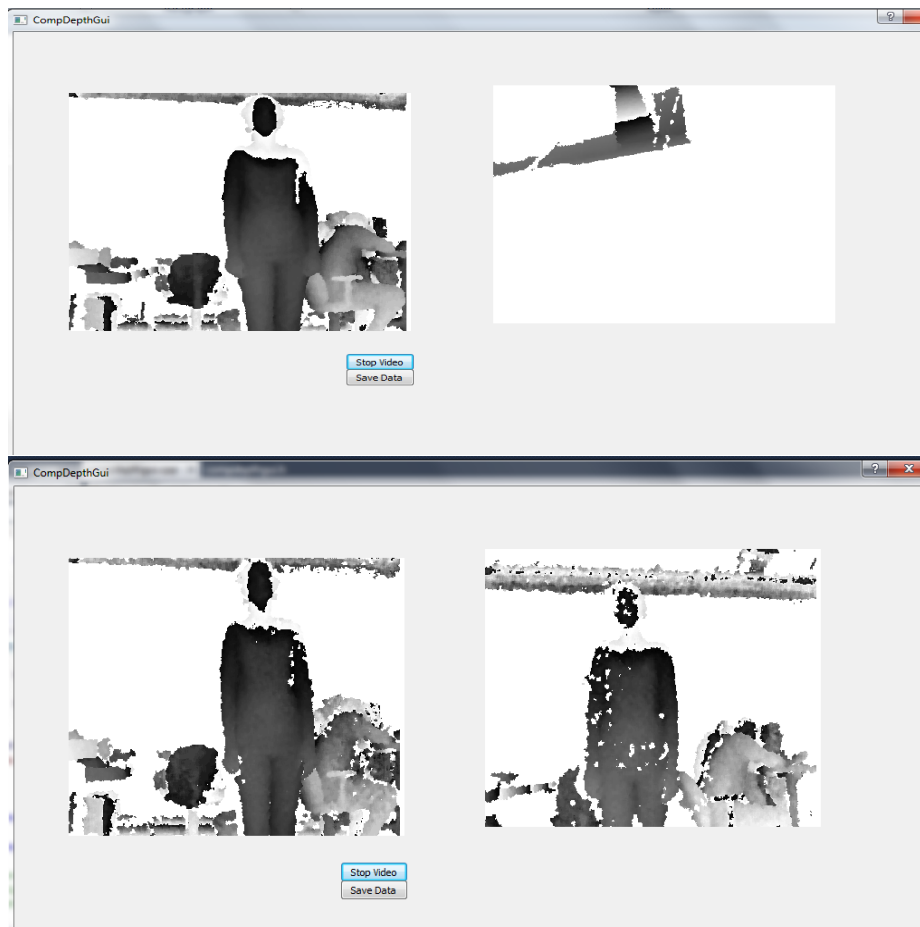 CompDepthGui
?
Stop Video
Save Data
CompDepthGui
?
X
Stop Video
Save Data